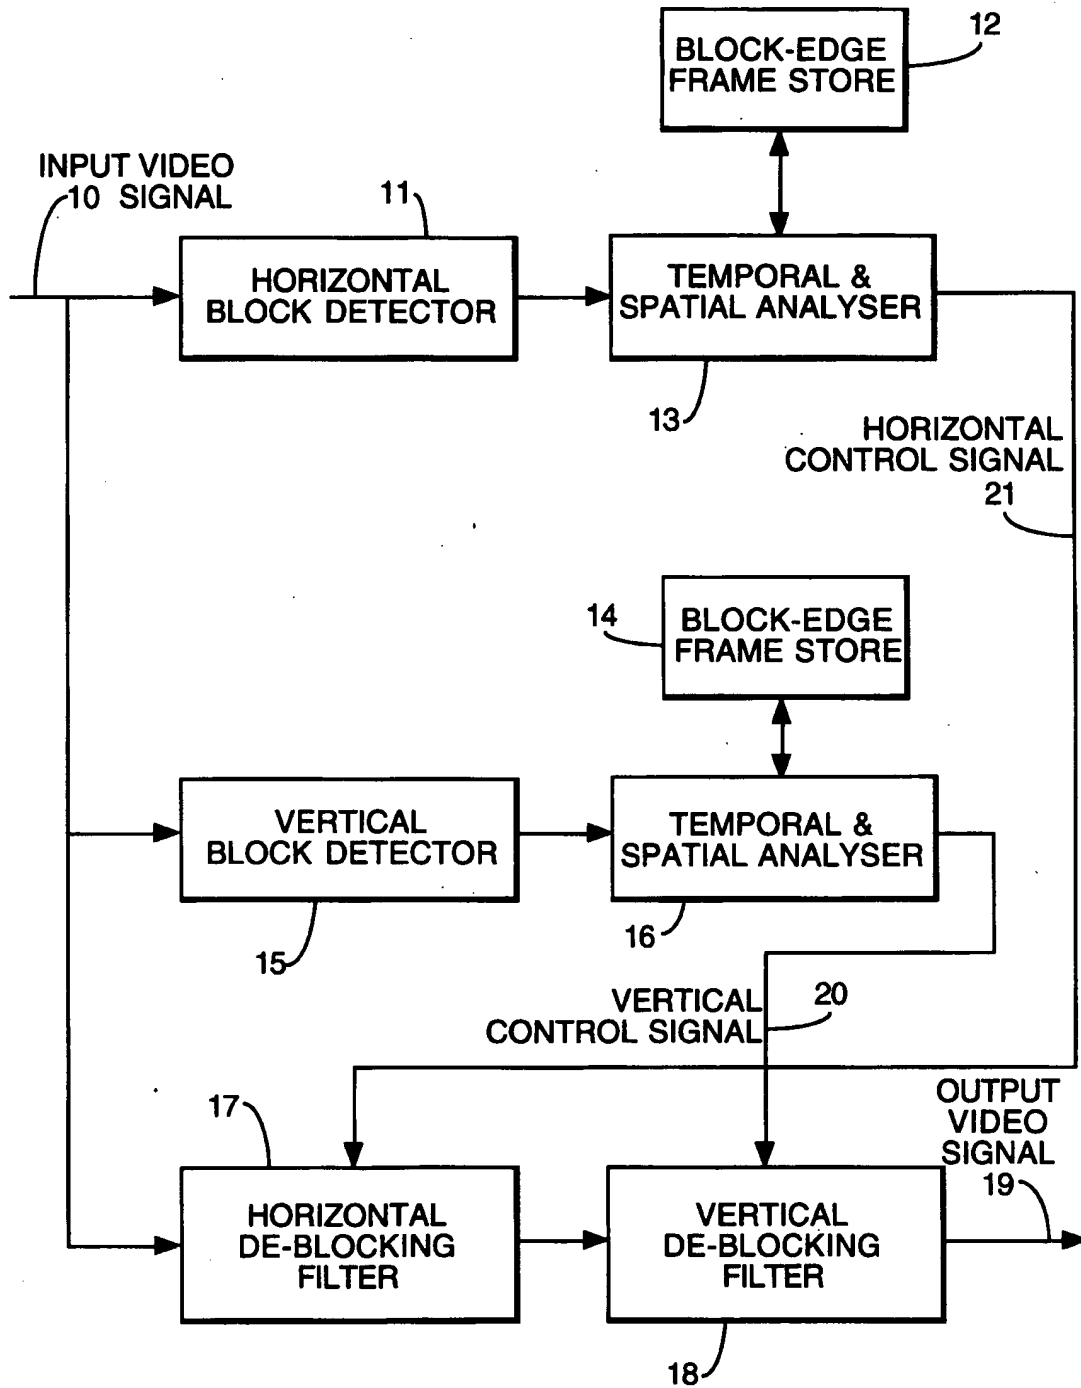 12
BLOCK-EDGE
FRAME STORE
INPUT VIDEO
10 SIGNAL
11
HORIZONTAL
BLOCK DETECTOR
TEMPORAL &
SPATIAL ANALYSER
13
HORIZONTAL
CONTROL SIGNAL
21
14
BLOCK-EDGE
FRAME STORE
VERTICAL
BLOCK DETECTOR
TEMPORAL &
SPATIAL ANALYSER
15
16
VERTICAL
CONTROL SIGNAL
20
17
OUTPUT
VIDEO
SIGNAL
19
HORIZONTAL
DE-BLOCKING
FILTER
VERTICAL
DE-BLOCKING
FILTER
18